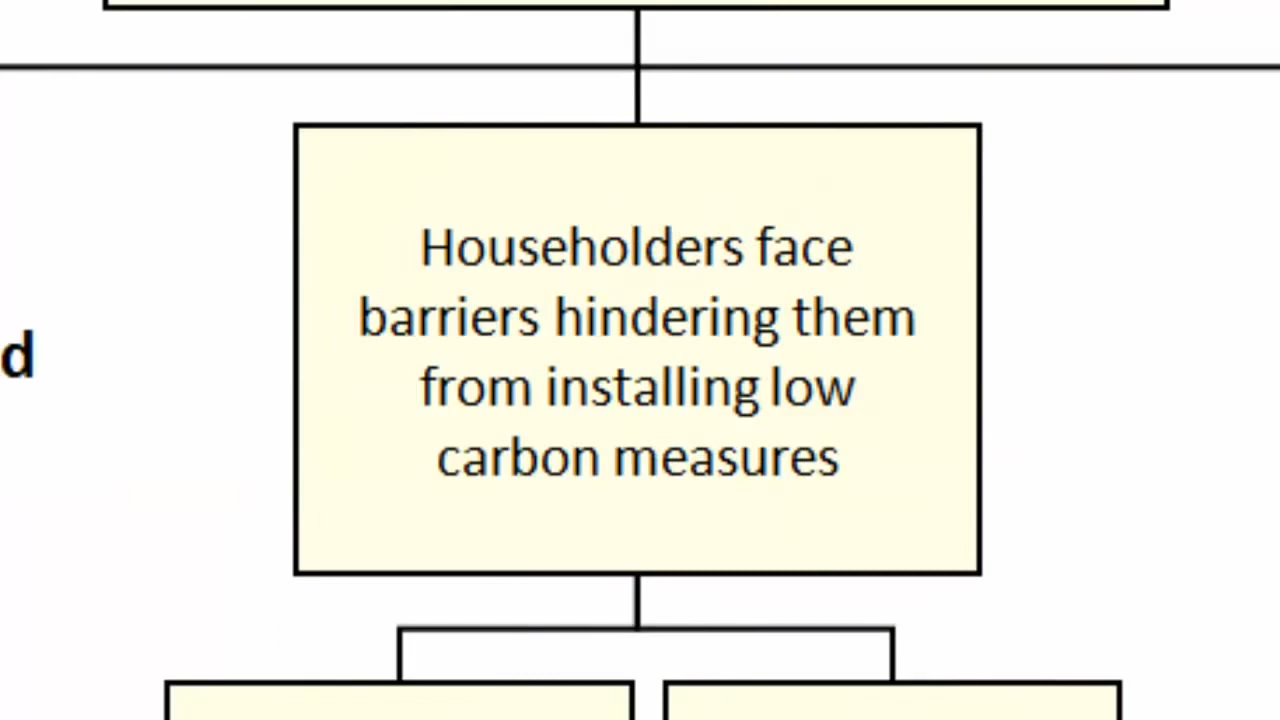 Householders face
barriers hindering them
from installing low
carbon measures